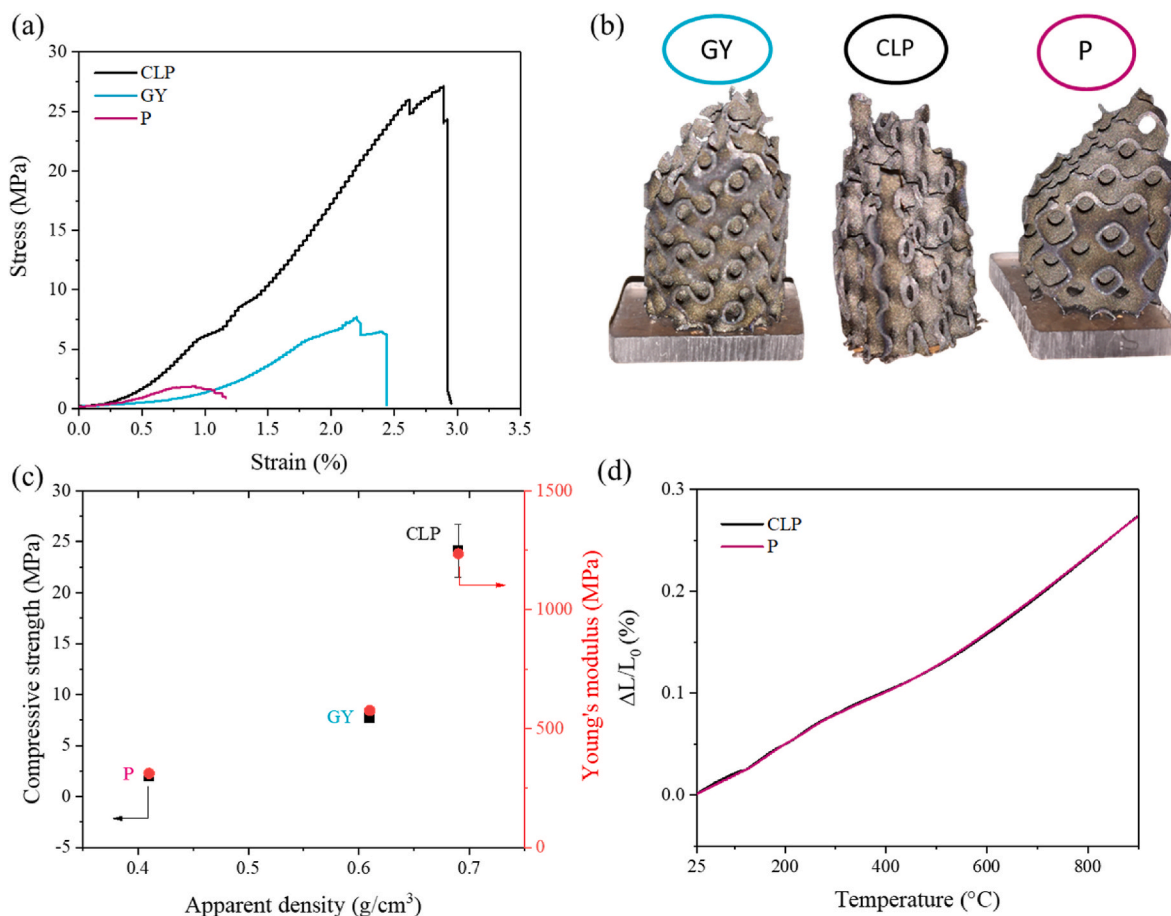 (a)
30
25
20
15
10
5
0
Stress (MPa)
CLP
GY
P
0.0
0.5
1.0
1.5
2.0
2.5
3.0
3.5
Strain (%)
(b)
GY
CLP
P
(c)
30
25
20
15
10
5
0
-5
Compressive strength (MPa)
P
GY
CLP
1500
1000
500
0
Young's modulus (MPa)
0.4
0.5
0.6
0.7
Apparent density (g/cm³)
(d)
0.3
0.2
0.1
0.0
ΔL/L₀ (%)
CLP
P
25
200
400
600
800
Temperature (°C)